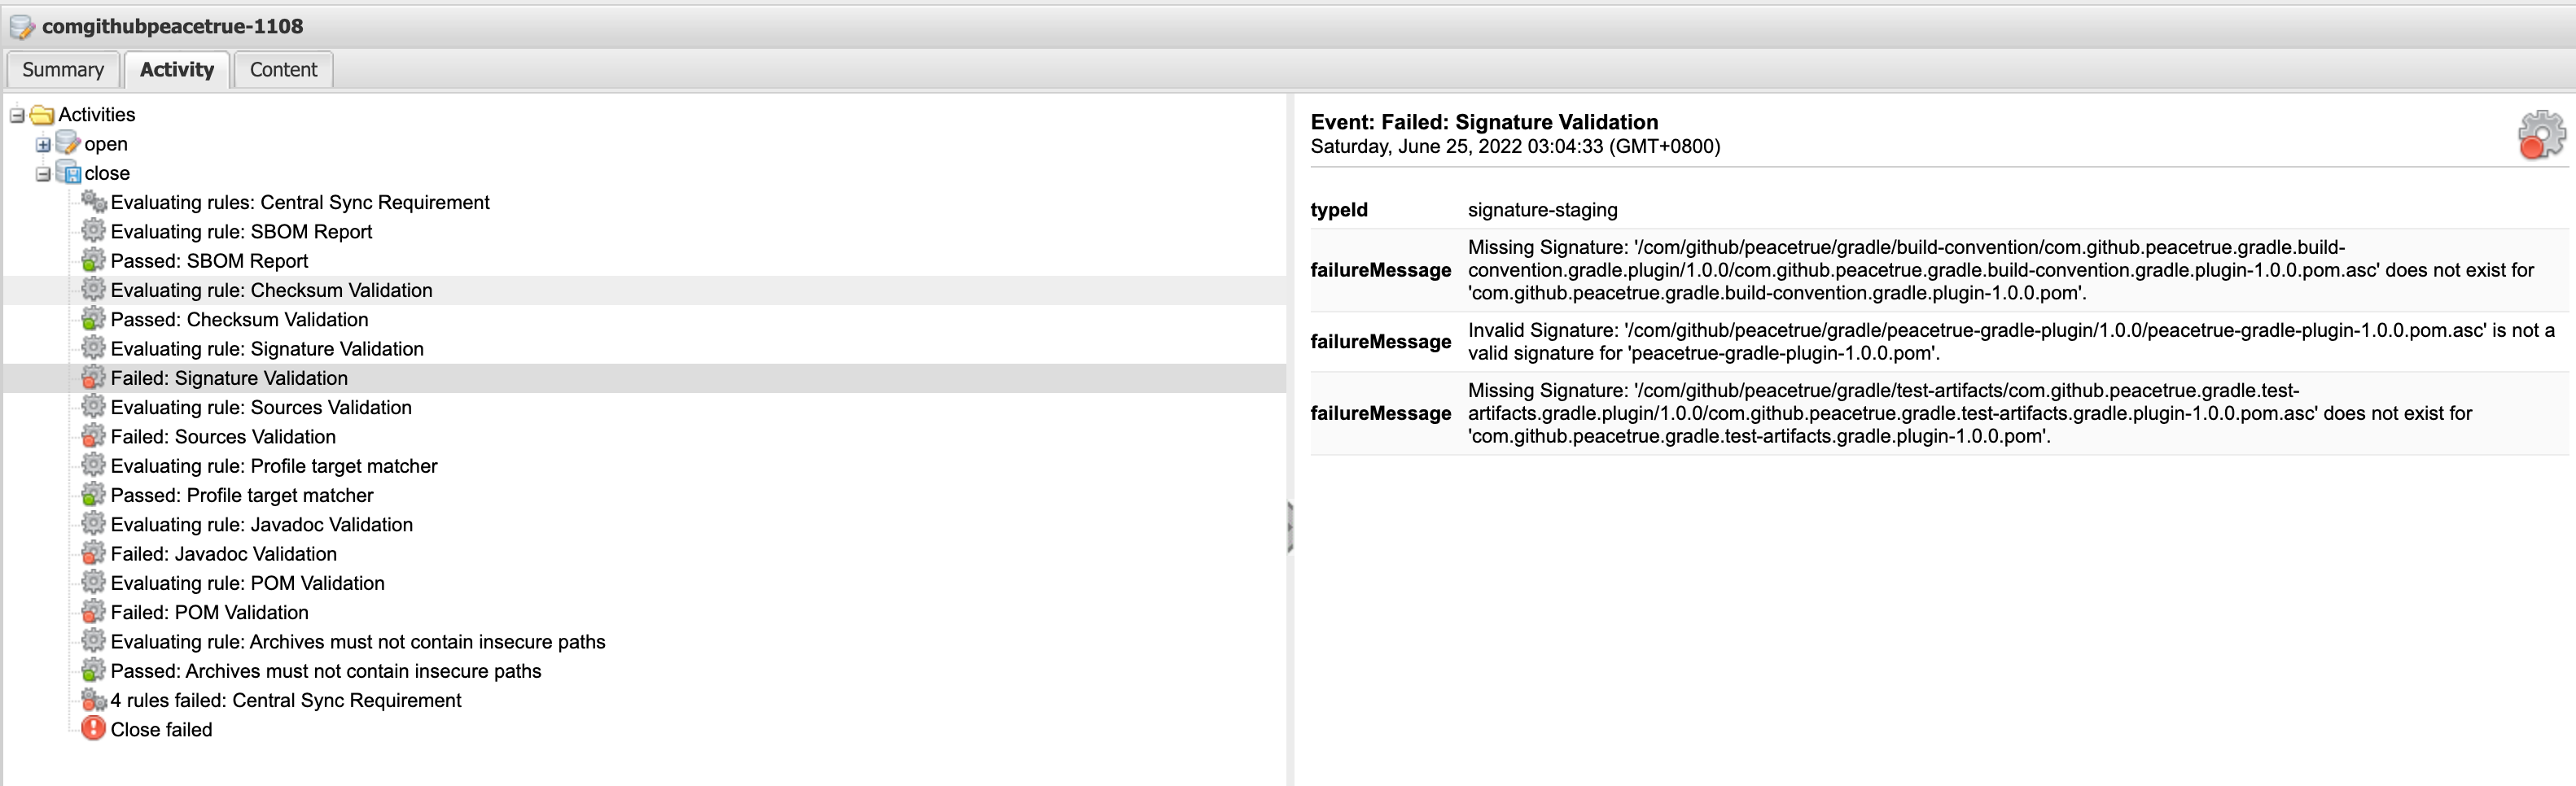 comgithubpeacetrue-1108
Summary
Activity
Content
Activities
open
close
Evaluating rules: Central Sync Requirement
Evaluating rule: SBOM Report
Passed: SBOM Report
Evaluating rule: Checksum Validation
Passed: Checksum Validation
Evaluating rule: Signature Validation
Failed: Signature Validation
Evaluating rule: Sources Validation
Failed: Sources Validation
Evaluating rule: Profile target matcher
Passed: Profile target matcher
Evaluating rule: Javadoc Validation
Failed: Javadoc Validation
Evaluating rule: POM Validation
Failed: POM Validation
Evaluating rule: Archives must not contain insecure paths
Passed: Archives must not contain insecure paths
4 rules failed: Central Sync Requirement
Close failed
Event: Failed: Signature Validation
Saturday, June 25, 2022 03:04:33 (GMT+0800)
typeId
signature-staging
failureMessage
Missing Signature: '/com/github/peacetrue/gradle/build-convention/com.github.peacetrue.gradle.build-
convention.gradle.plugin/1.0.0/com.github.peacetrue.gradle.build-convention.gradle.plugin-1.0.0.pom.asc' does not exist for
'com.github.peacetrue.gradle.build-convention.gradle.plugin-1.0.0.pom'.
failureMessage
Invalid Signature: '/com/github/peacetrue/gradle/peacetrue-gradle-plugin/1.0.0/peacetrue-gradle-plugin-1.0.0.pom.asc' is not a
valid signature for 'peacetrue-gradle-plugin-1.0.0.pom'.
failureMessage
Missing Signature: '/com/github/peacetrue/gradle/test-artifacts/com.github.peacetrue.gradle.test-
artifacts.gradle.plugin/1.0.0/com.github.peacetrue.gradle.test-artifacts.gradle.plugin-1.0.0.pom.asc' does not exist for
'com.github.peacetrue.gradle.test-artifacts.gradle.plugin-1.0.0.pom'.